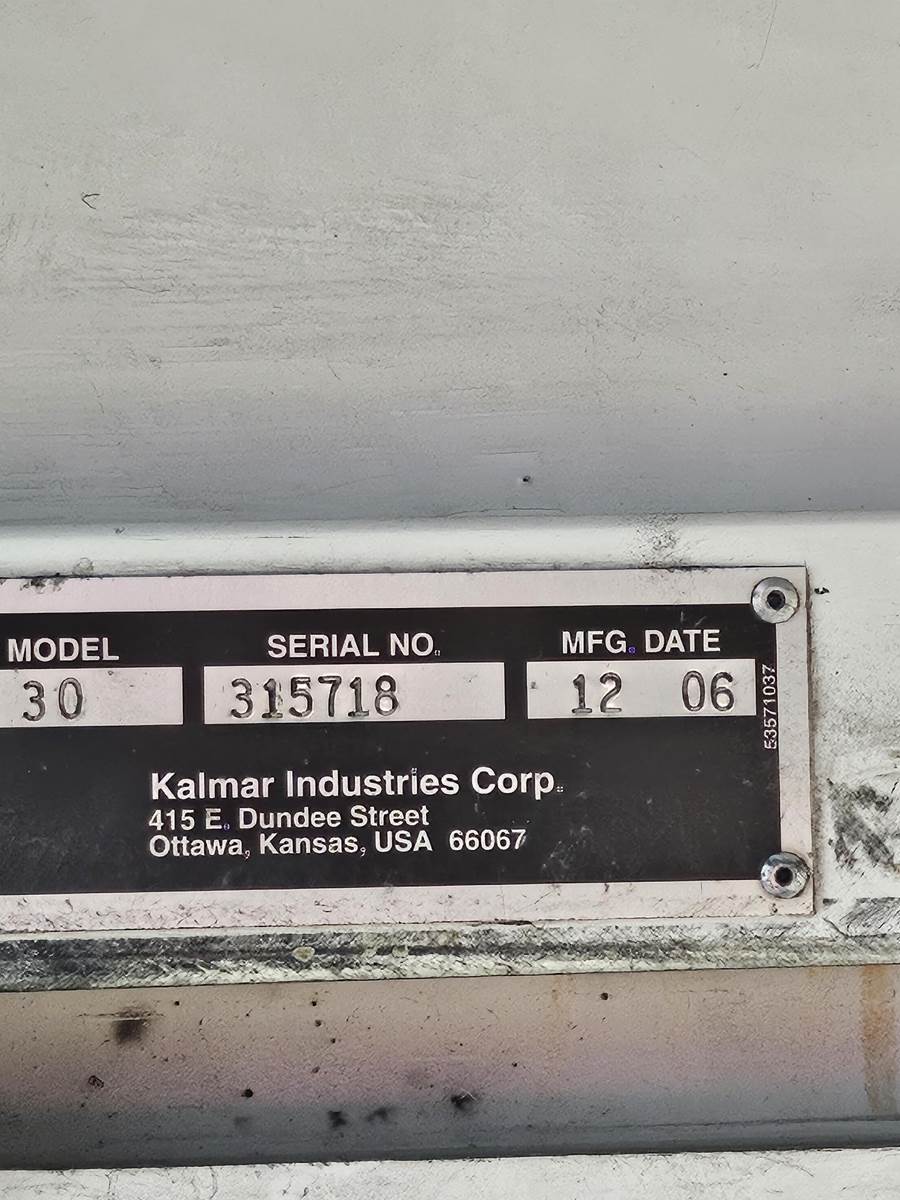 MODEL SERIAL NO. MFG. DATE
30 315718 12 06
53571037
Kalmar Industries Corp.
415 E. Dundee Street
Ottawa, Kansas, USA 66067